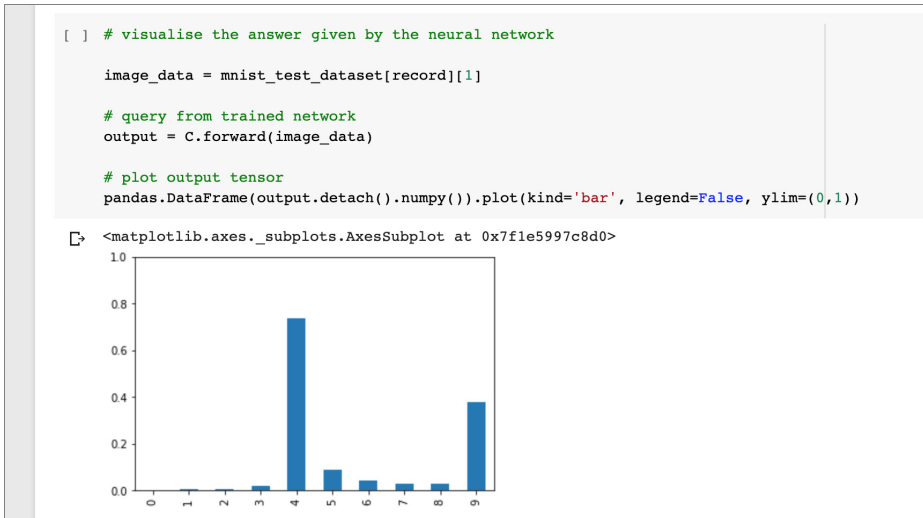 [ ] # visualise the answer given by the neural network
image_data = mnist_test_dataset[record][1]
# query from trained network
output = C.forward(image_data)
# plot output tensor
pandas.DataFrame(output.detach().numpy()).plot(kind='bar', legend=False, ylim=(0,1))
<matplotlib.axes._subplots.AxesSubplot at 0x7f1e5997c8d0>
1.0
0.8
0.6
0.4
0.2
0.0
0 1 2 3 4 5 6 7 8 9